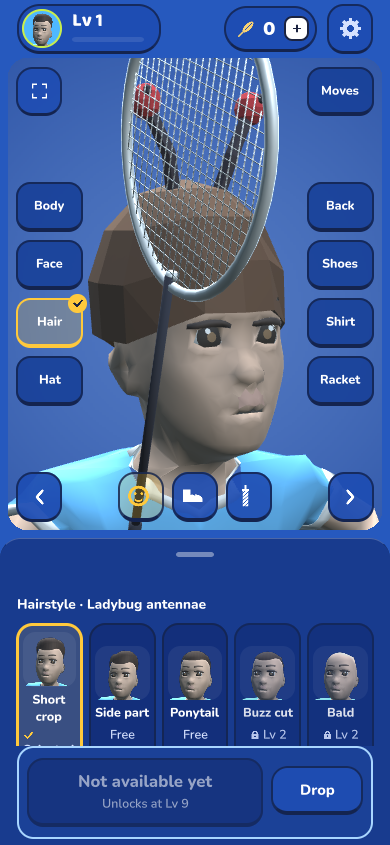 Lv 1
0
+
Moves
Body
Back
Face
Shoes
Hair
Shirt
Hat
Racket
Hairstyle · Ladybug antennae
Short crop
Side part
Free
Ponytail
Free
Buzz cut
Lv 2
Bald
Lv 2
Not available yet
Unlocks at Lv 9
Drop